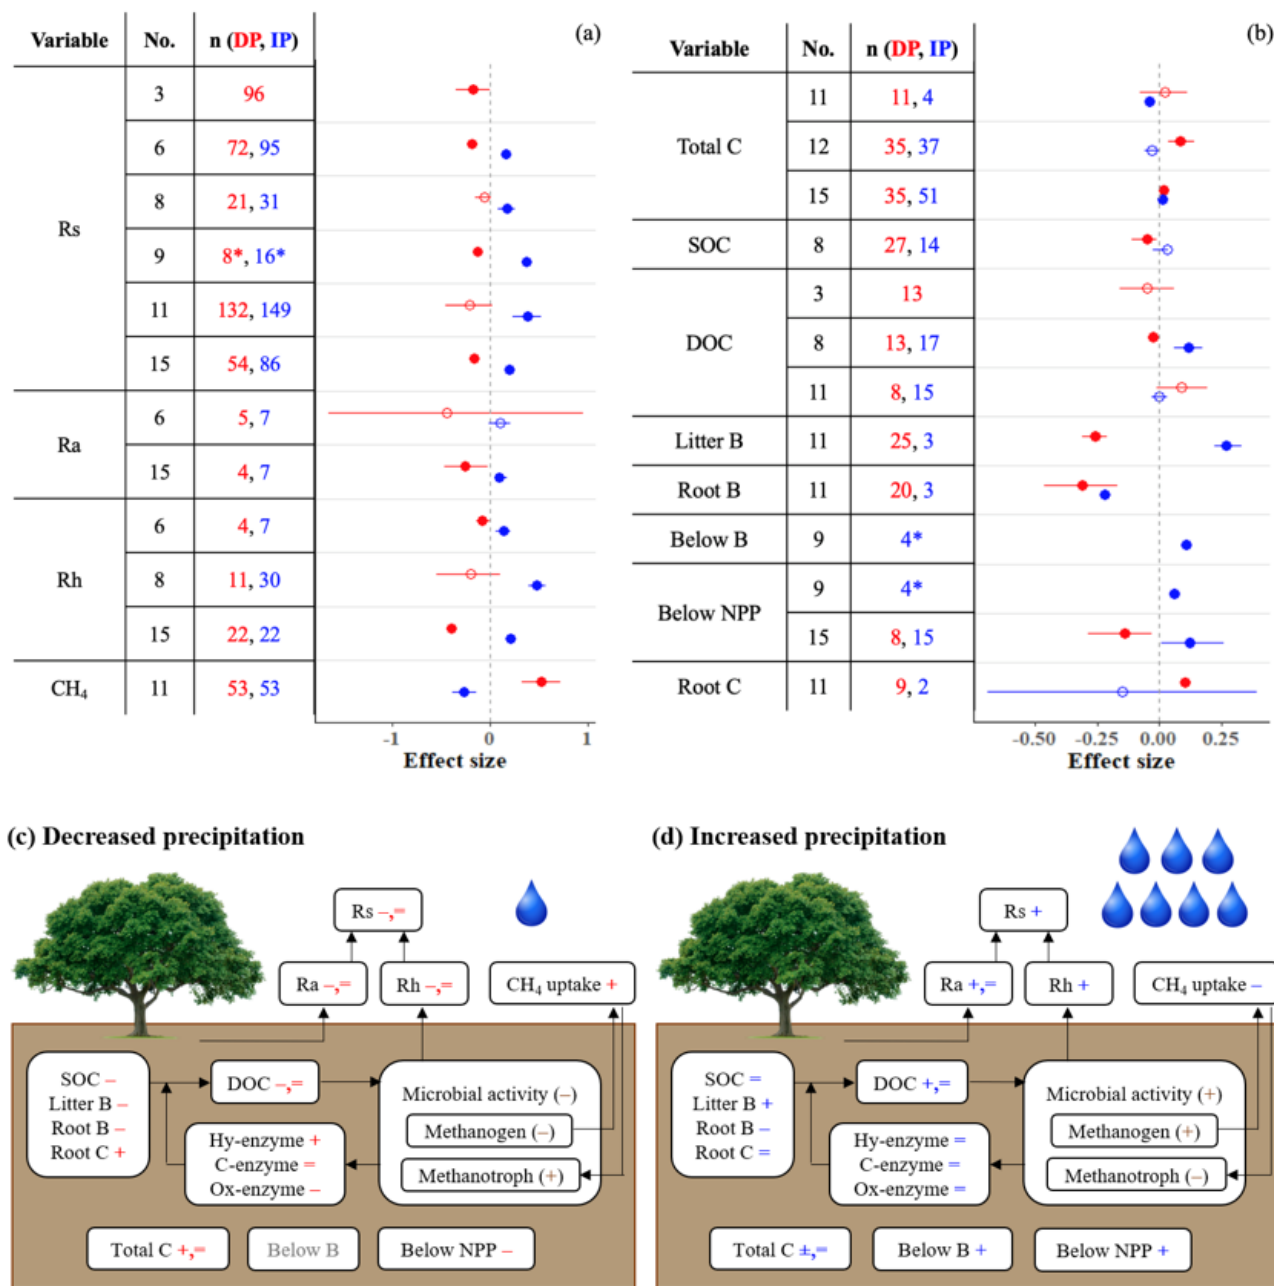 (a)
Variable No. n (DP, IP)
Rs
3 96
6 72, 95
8 21, 31
9 8*, 16*
11 132, 149
15 54, 86
Ra
6 5, 7
15 4, 7
Rh
6 4, 7
8 11, 30
15 22, 22
CH₄ 11 53, 53
-1 0 1
Effect size
(b)
Variable No. n (DP, IP)
Total C
11 11, 4
12 35, 37
15 35, 51
SOC 8 27, 14
DOC
3 13
8 13, 17
11 8, 15
Litter B 11 25, 3
Root B 11 20, 3
Below B 9 4*
Below NPP
9 4*
15 8, 15
Root C 11 9, 2
-0.50 -0.25 0.00 0.25
Effect size
(c) Decreased precipitation
Rs –,=
Ra –,=
Rh –,=
CH₄ uptake +
SOC –
Litter B –
Root B –
Root C +
DOC –,=
Hy-enzyme +
C-enzyme =
Ox-enzyme –
Microbial activity (–)
Methanogen (–)
Methanotroph (+)
Total C +,=
Below B
Below NPP –
(d) Increased precipitation
Rs +
Ra +,=
Rh +
CH₄ uptake –
SOC =
Litter B +
Root B –
Root C =
DOC +,=
Hy-enzyme =
C-enzyme =
Ox-enzyme =
Microbial activity (+)
Methanogen (+)
Methanotroph (–)
Total C ±,=
Below B +
Below NPP +